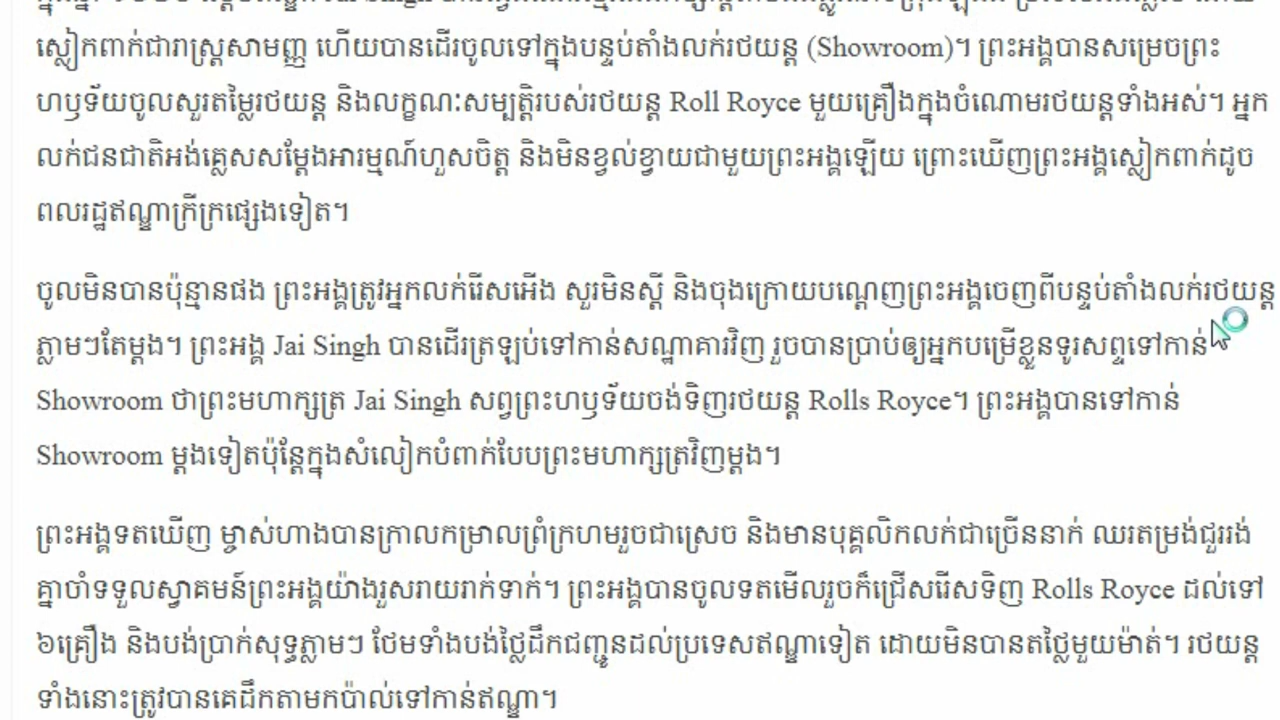 ស្លៀកពាក់ជារាស្ត្រសាមញ្ញ ហើយបានដើរចូលទៅក្នុងបន្ទប់តាំងលក់រថយន្ត (Showroom)។ ព្រះអង្គបានសម្រេចព្រះ
ហឫទ័យចូលសួរតម្លៃរថយន្ត និងលក្ខណៈសម្បត្តិរបស់រថយន្ត Roll Royce មួយគ្រឿងក្នុងចំណោមរថយន្តទាំងអស់។ អ្នក
លក់ជនជាតិអង់គ្លេសសម្តែងអារម្មណ៍ហួសចិត្ត និងមិនខ្វល់ខ្វាយជាមួយព្រះអង្គឡើយ ព្រោះឃើញព្រះអង្គស្លៀកពាក់ដូច
ពលរដ្ឋឥណ្ឌាក្រីក្រផ្សេងទៀត។
ចូលមិនបានប៉ុន្មានផង ព្រះអង្គត្រូវអ្នកលក់រើសអើង សួរមិនស្តី និងចុងក្រោយបណ្តេញព្រះអង្គចេញពីបន្ទប់តាំងលក់រថយន្ត
ភ្លាមៗតែម្តង។ ព្រះអង្គ Jai Singh បានដើរត្រឡប់ទៅកាន់សណ្ឋាគារវិញ រួចបានប្រាប់ឲ្យអ្នកបម្រើខ្លួនទូរសព្ទទៅកាន់
Showroom ថាព្រះមហាក្សត្រ Jai Singh សព្វព្រះហឫទ័យចង់ទិញរថយន្ត Rolls Royce។ ព្រះអង្គបានទៅកាន់
Showroom ម្តងទៀតប៉ុន្តែក្នុងសំលៀកបំពាក់បែបព្រះមហាក្សត្រវិញម្តង។
ព្រះអង្គទតឃើញ ម្ចាស់ហាងបានក្រាលកម្រាលព្រំក្រហមរួចជាស្រេច និងមានបុគ្គលិកលក់ជាច្រើននាក់ ឈរតម្រង់ជួររង់
គ្នាចាំទទួលស្វាគមន៍ព្រះអង្គយ៉ាងរួសរាយរាក់ទាក់។ ព្រះអង្គបានចូលទតមើលរួចក៏ជ្រើសរើសទិញ Rolls Royce ដល់ទៅ
៦គ្រឿង និងបង់ប្រាក់សុទ្ធភ្លាមៗ ថែមទាំងបង់ថ្លៃដឹកជញ្ជូនដល់ប្រទេសឥណ្ឌាទៀត ដោយមិនបានតថ្លៃមួយម៉ាត់។ រថយន្ត
ទាំងនោះត្រូវបានគេដឹកតាមកប៉ាល់ទៅកាន់ឥណ្ឌា។